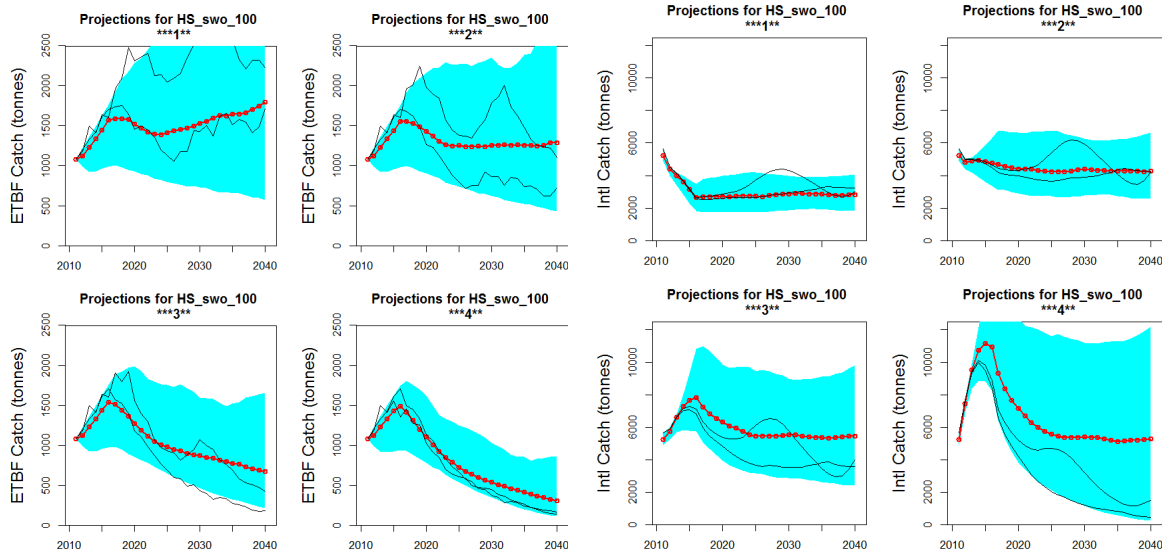 Projections for HS_swo_100
***1**
ETBF Catch (tonnes)
0 500 1000 1500 2000 2500
2010 2020 2030 2040
Projections for HS_swo_100
***2**
ETBF Catch (tonnes)
0 500 1000 1500 2000 2500
2010 2020 2030 2040
Projections for HS_swo_100
***1**
Intl Catch (tonnes)
0 2000 6000 10000
2010 2020 2030 2040
Projections for HS_swo_100
***2**
Intl Catch (tonnes)
0 2000 6000 10000
2010 2020 2030 2040
Projections for HS_swo_100
***3**
ETBF Catch (tonnes)
0 500 1000 1500 2000 2500
2010 2020 2030 2040
Projections for HS_swo_100
***4**
ETBF Catch (tonnes)
0 500 1000 1500 2000 2500
2010 2020 2030 2040
Projections for HS_swo_100
***3**
Intl Catch (tonnes)
0 2000 6000 10000
2010 2020 2030 2040
Projections for HS_swo_100
***4**
Intl Catch (tonnes)
0 2000 6000 10000
2010 2020 2030 2040